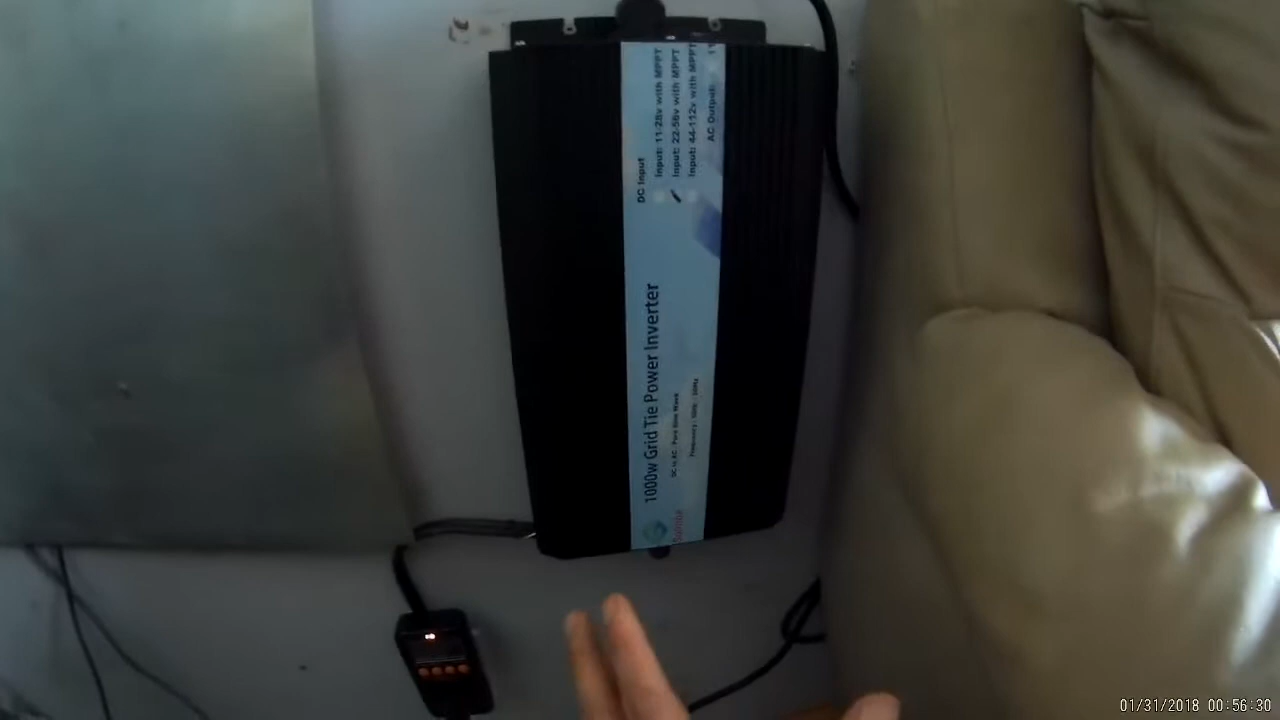 DC Input
Input: 11-28v with MPPT
Input: 22-56v with MPPT
Input: 44-112v with MPPT
AC Output:
1000w Grid Tie Power Inverter
DC to AC Pure Sine Wave
01/31/2018 00:56:30